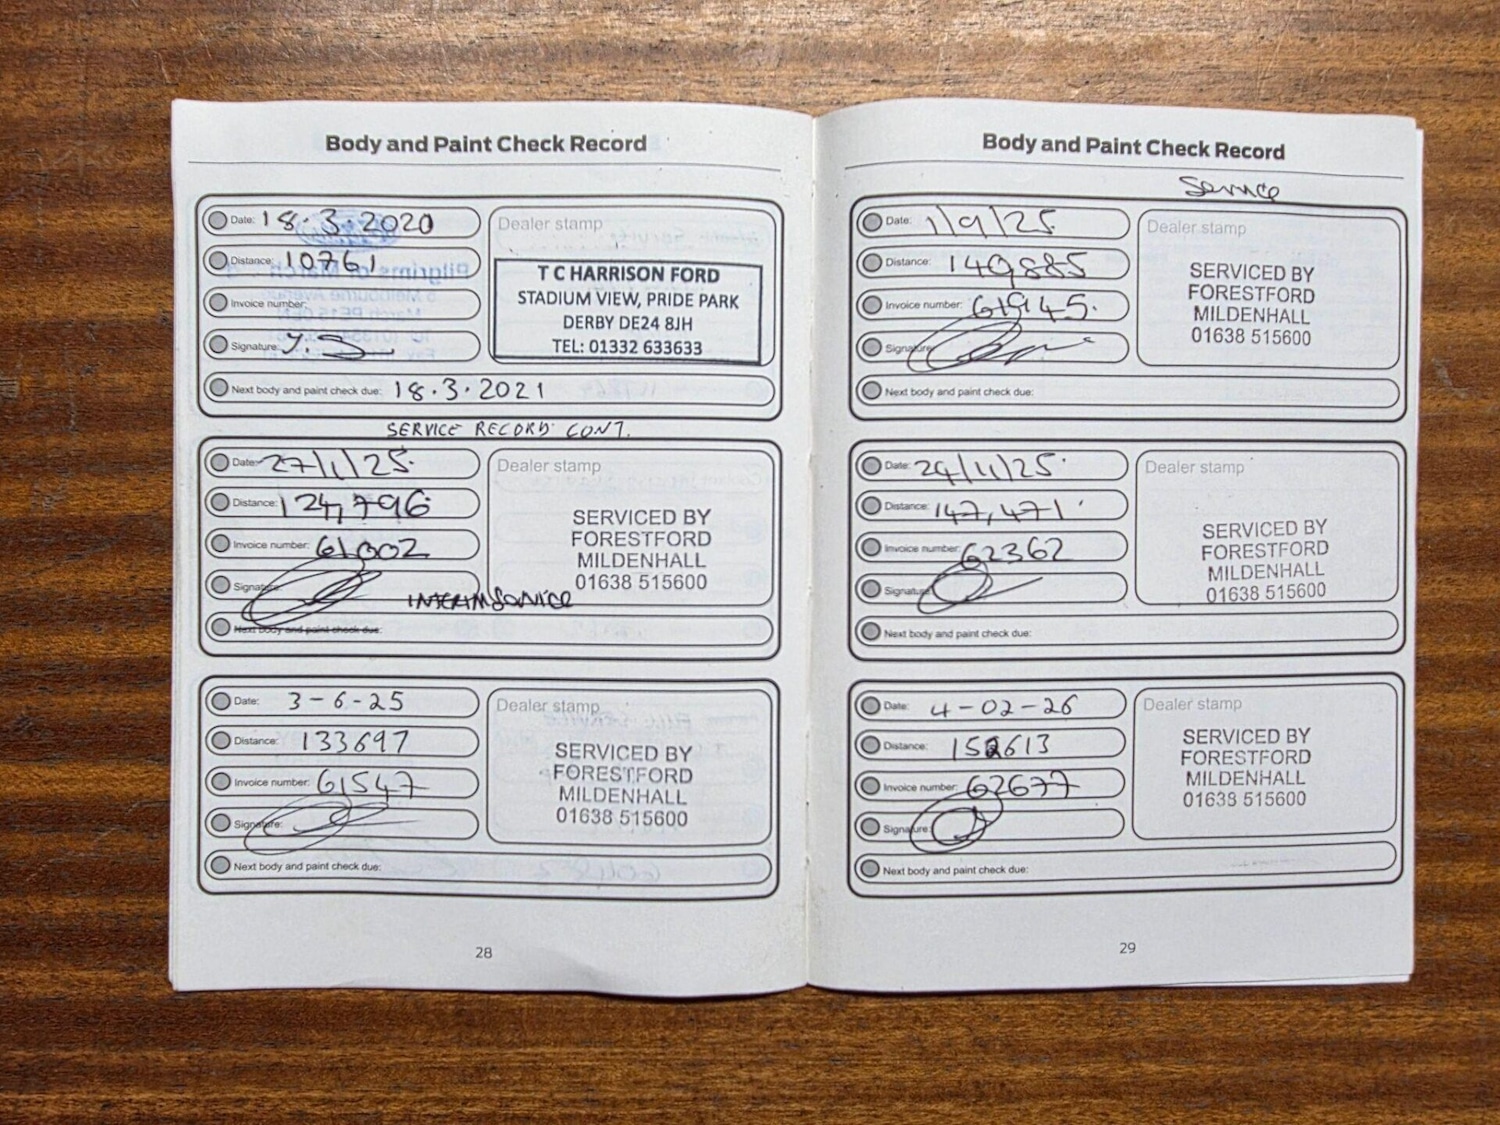 Body and Paint Check Record
Date: 18.3.2020
Distance: 10761
Invoice number:
Signature:
Dealer stamp
T C HARRISON FORD
STADIUM VIEW, PRIDE PARK
DERBY DE24 8JH
TEL: 01332 633633
Next body and paint check due: 18.3.2021
SERVICE RECORD CONT.
Date: 27/1/25
Distance: 124,796
Invoice number: 61002
Signature:
Dealer stamp
SERVICED BY
FORESTFORD
MILDENHALL
01638 515600
INTERIM Service
Next body and paint check due:
Date: 3-6-25
Distance: 133697
Invoice number: 61547
Signature:
Dealer stamp
SERVICED BY
FORESTFORD
MILDENHALL
01638 515600
Next body and paint check due:
28
Body and Paint Check Record
Service
Date: 1/9/25
Distance: 140885
Invoice number: 61945.
Signature:
Dealer stamp
SERVICED BY
FORESTFORD
MILDENHALL
01638 515600
Next body and paint check due:
Date: 24/11/25
Distance: 147,471
Invoice number: 62362
Signature:
Dealer stamp
SERVICED BY
FORESTFORD
MILDENHALL
01638 515600
Next body and paint check due:
Date: 4-02-26
Distance: 152613
Invoice number: 62677
Signature:
Dealer stamp
SERVICED BY
FORESTFORD
MILDENHALL
01638 515600
Next body and paint check due:
29